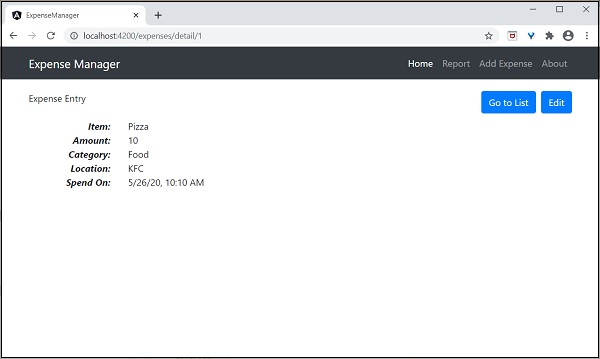 ExpenseManager
localhost:4200/expenses/detail/1
Expense Manager Home Report Add Expense About
Expense Entry Go to List Edit
Item: Pizza
Amount: 10
Category: Food
Location: KFC
Spend On: 5/26/20, 10:10 AM